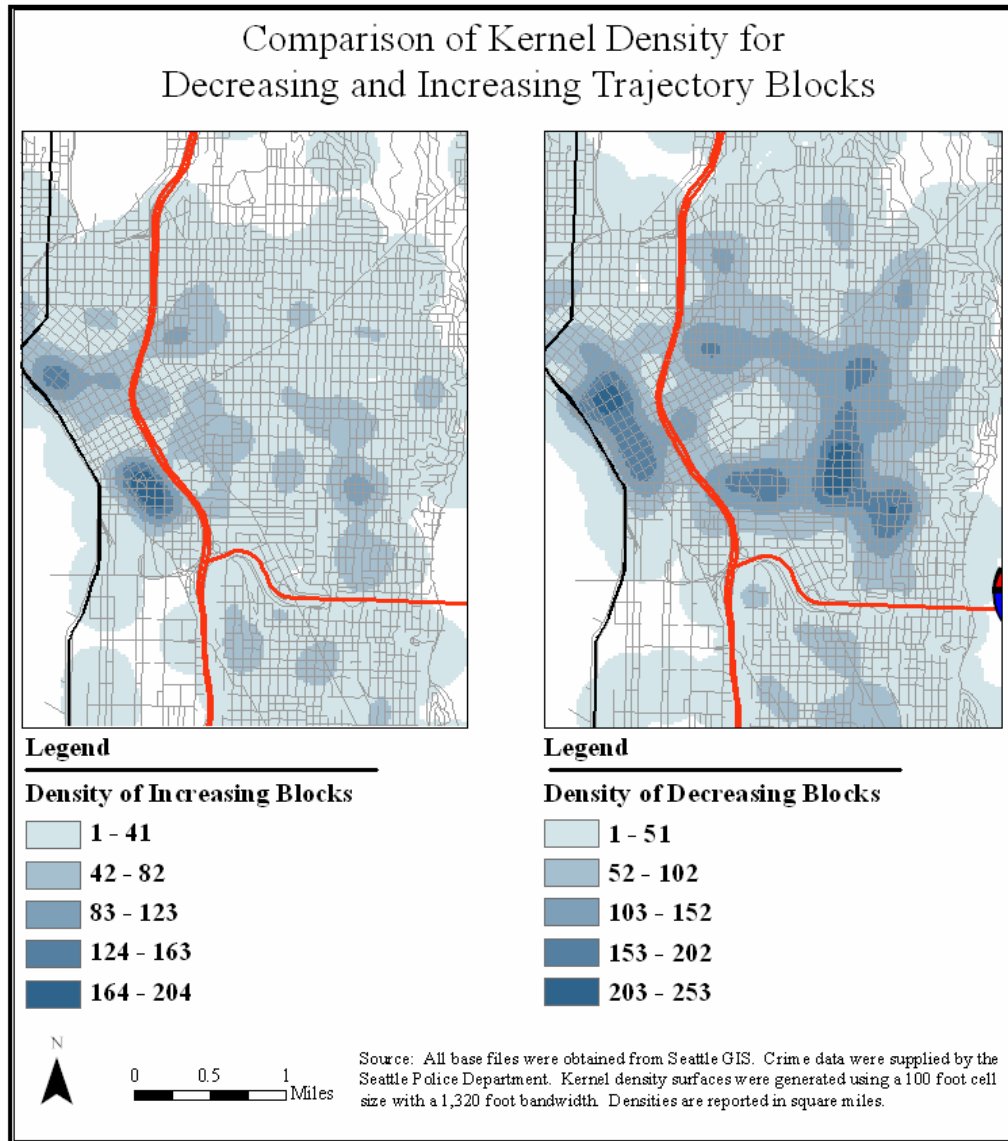 Comparison of Kernel Density for
Decreasing and Increasing Trajectory Blocks
Legend
Density of Increasing Blocks
1 - 41
42 - 82
83 - 123
124 - 163
164 - 204
Legend
Density of Decreasing Blocks
1 - 51
52 - 102
103 - 152
153 - 202
203 - 253
N
0 0.5 1
Miles
Source: All base files were obtained from Seattle GIS. Crime data were supplied by the
Seattle Police Department. Kernel density surfaces were generated using a 100 foot cell
size with a 1,320 foot bandwidth. Densities are reported in square miles.